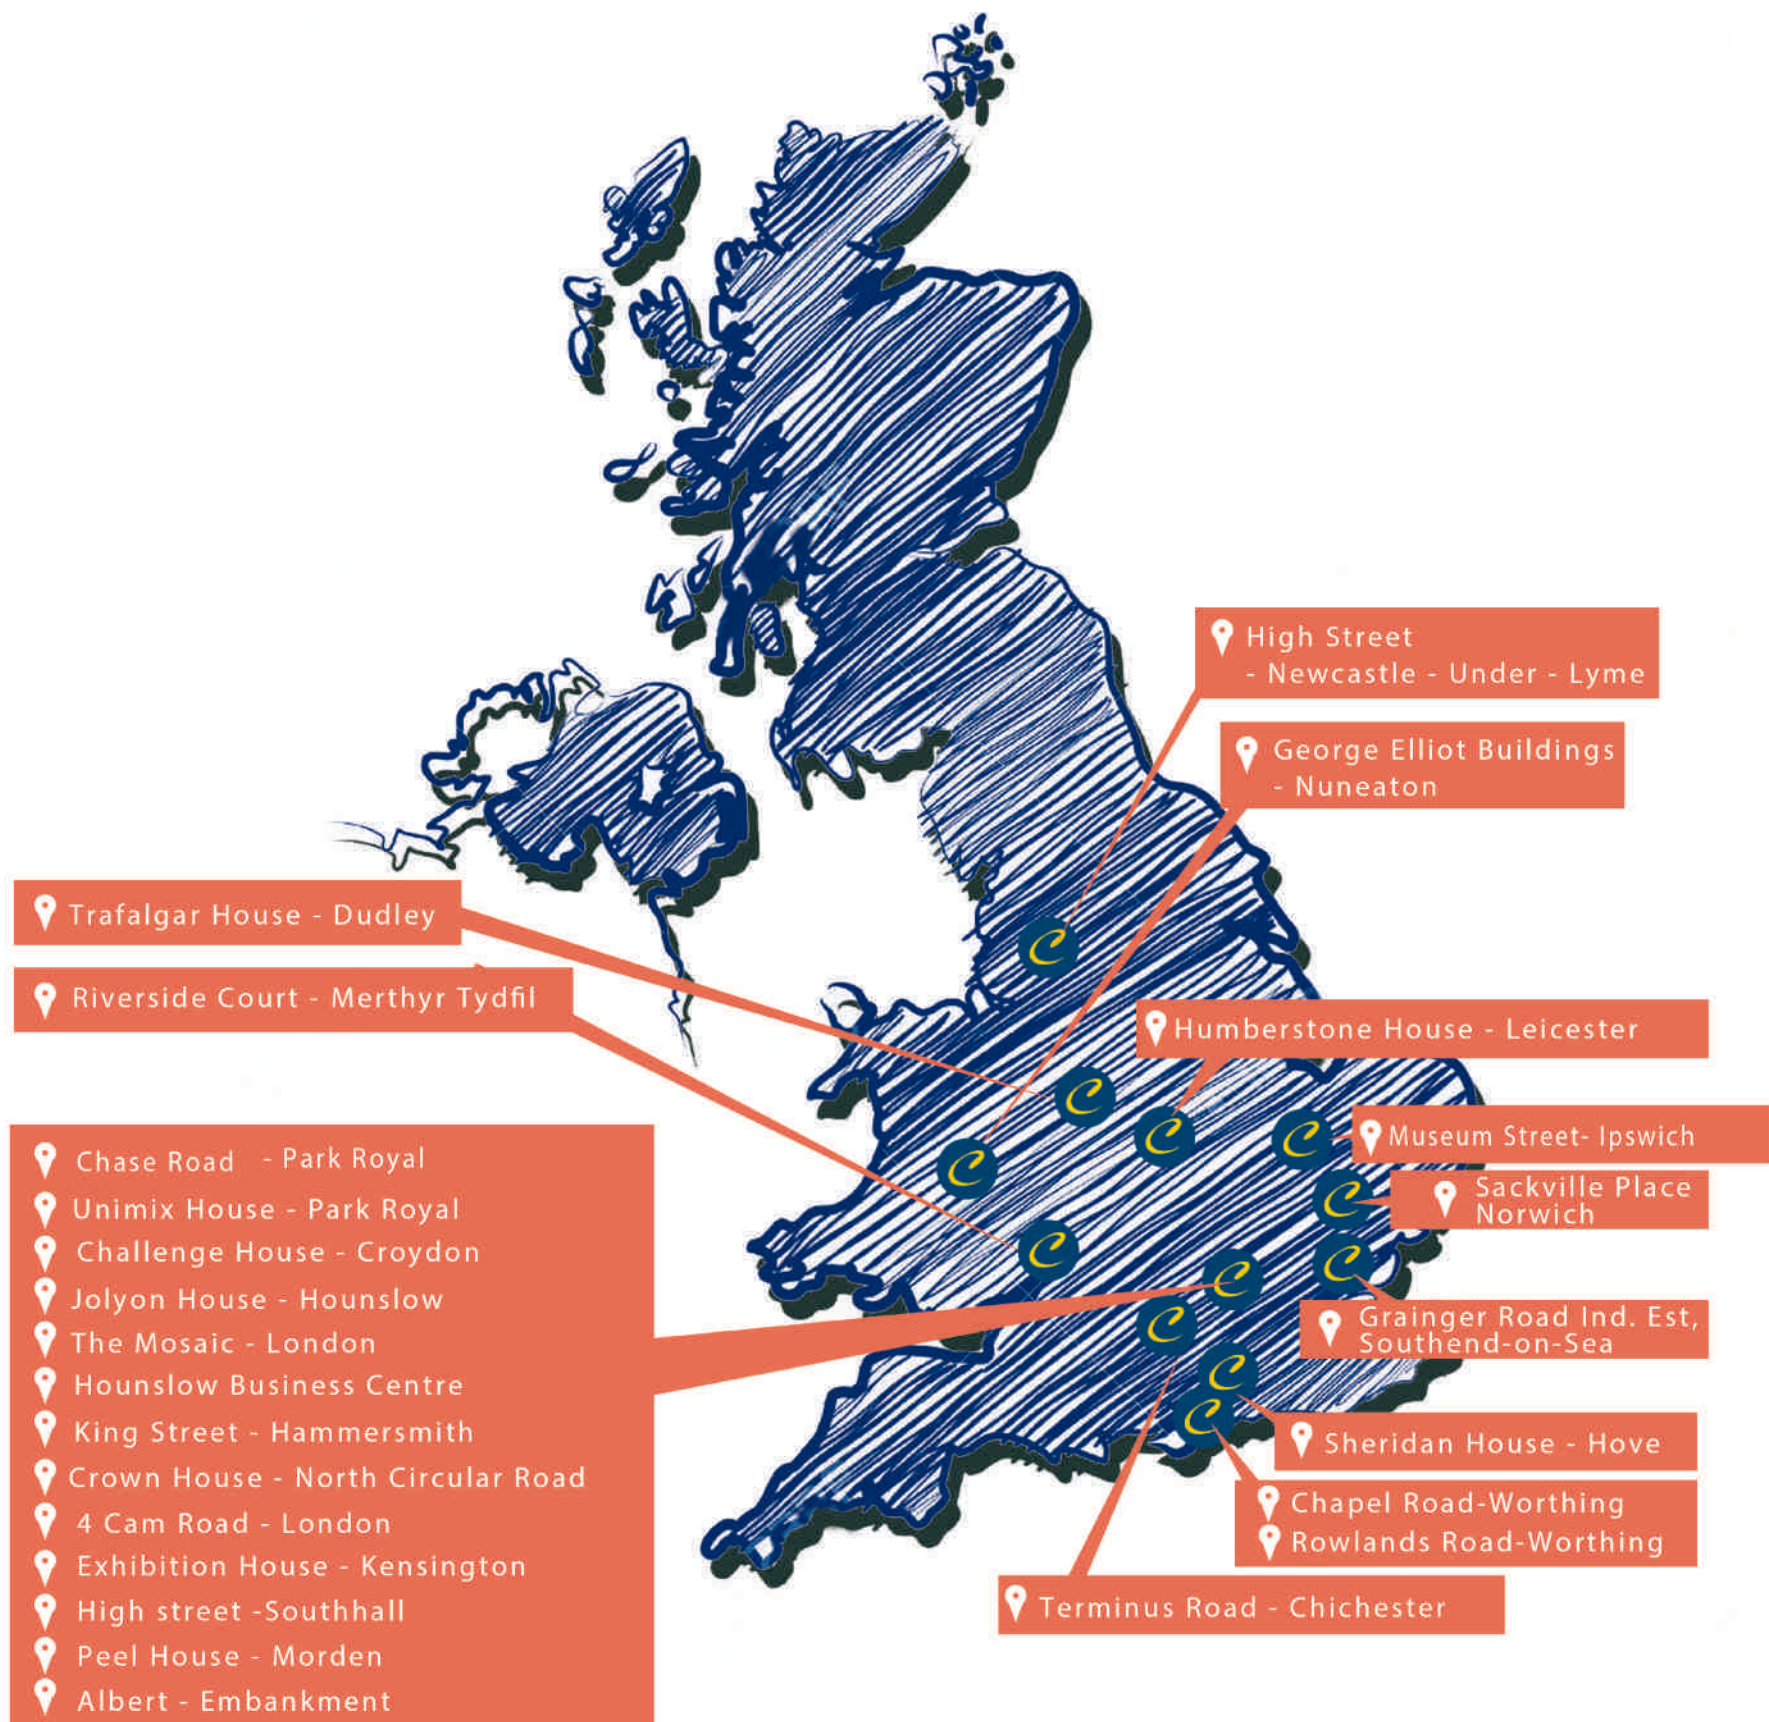 High Street
- Newcastle - Under - Lyme
George Elliot Buildings
- Nuneaton
Trafalgar House - Dudley
Riverside Court - Merthyr Tydfil
Humberstone House - Leicester
Museum Street- Ipswich
Sackville Place
Norwich
Grainger Road Ind. Est,
Southend-on-Sea
Sheridan House - Hove
Chapel Road-Worthing
Rowlands Road-Worthing
Terminus Road - Chichester
Chase Road - Park Royal
Unimix House - Park Royal
Challenge House - Croydon
Jolyon House - Hounslow
The Mosaic - London
Hounslow Business Centre
King Street - Hammersmith
Crown House - North Circular Road
4 Cam Road - London
Exhibition House - Kensington
High street -Southhall
Peel House - Morden
Albert - Embankment
C
C
C
C
C
C
C
C
C
C
C
C